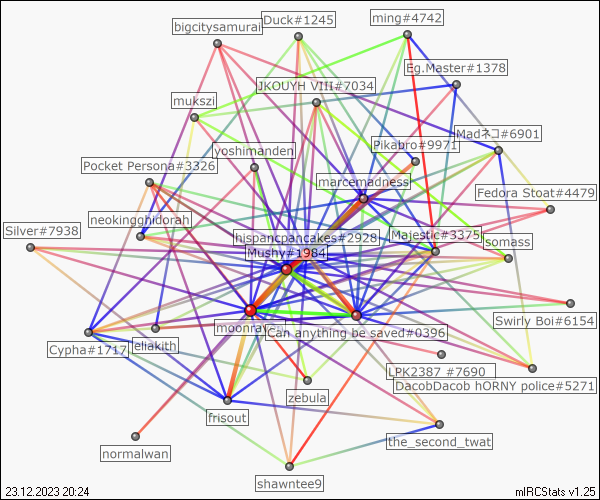 Duck#1245
ming#4742
bigcitysamurai
Eg.Master#1378
JKOUYH VIII#7034
mukszi
Madネコ#6901
Pikabro#9971
yoshimanden
Pocket Persona#3326
marcemadness
Fedora Stoat#4479
neokingghidorah
Silver#7938
hispancpancakes#2928
Majestic#3375
somass
Mushy#1984
Swirly Boi#6154
moonray
Can anything be saved#0396
eliakith
Cypha#1717
LPK2387 #7690
DacobDacob hORNY police#5271
zebula
frisout
the_second_twat
normalwan
shawntee9
23.12.2023 20:24
mIRCStats v1.25